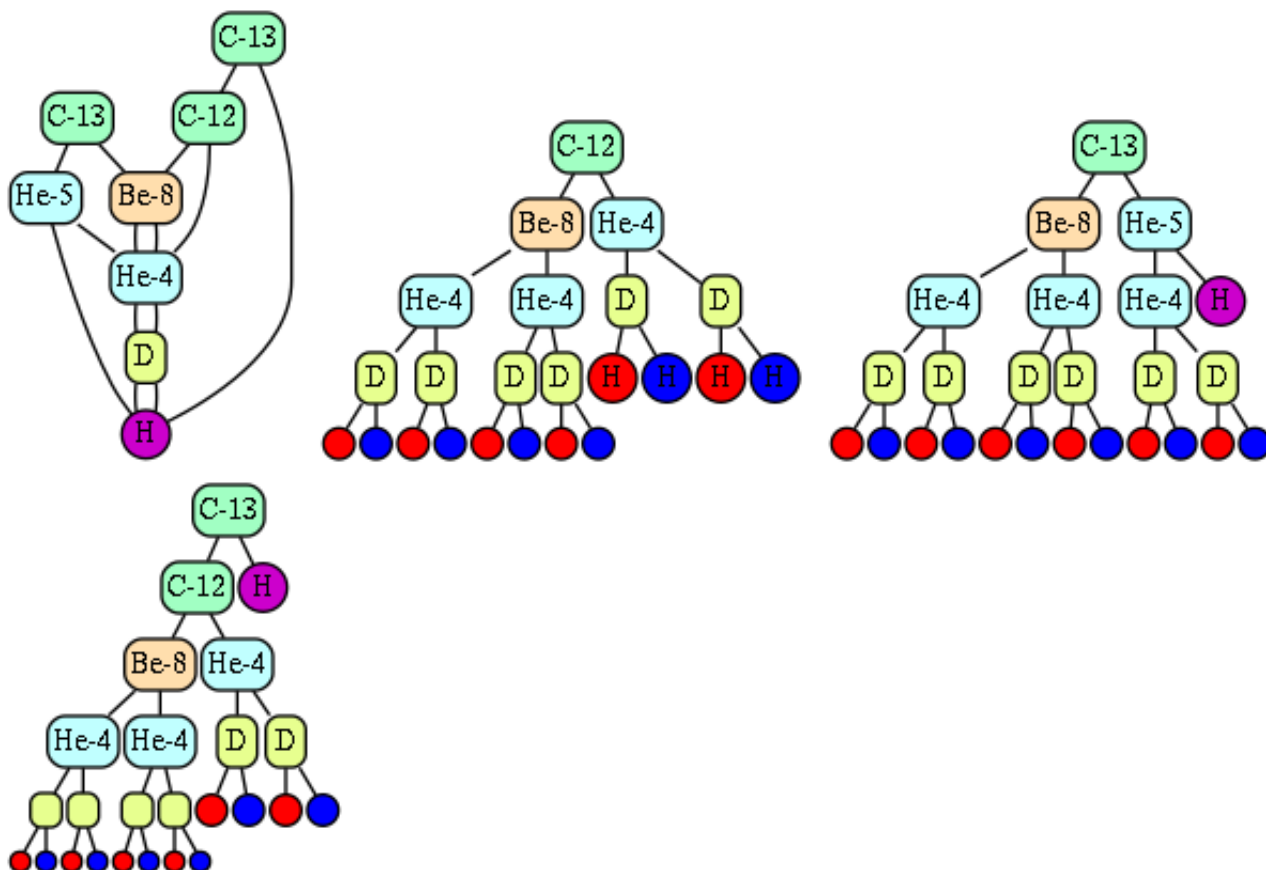 C-13
C-13 C-12
He-5 Be-8
He-4
D
H
C-12
Be-8 He-4
He-4 He-4 D D
D D D D H H H H
C-13
Be-8 He-5
He-4 He-4 He-4 H
D D D D D D
C-13
C-12 H
Be-8 He-4
He-4 He-4 D D